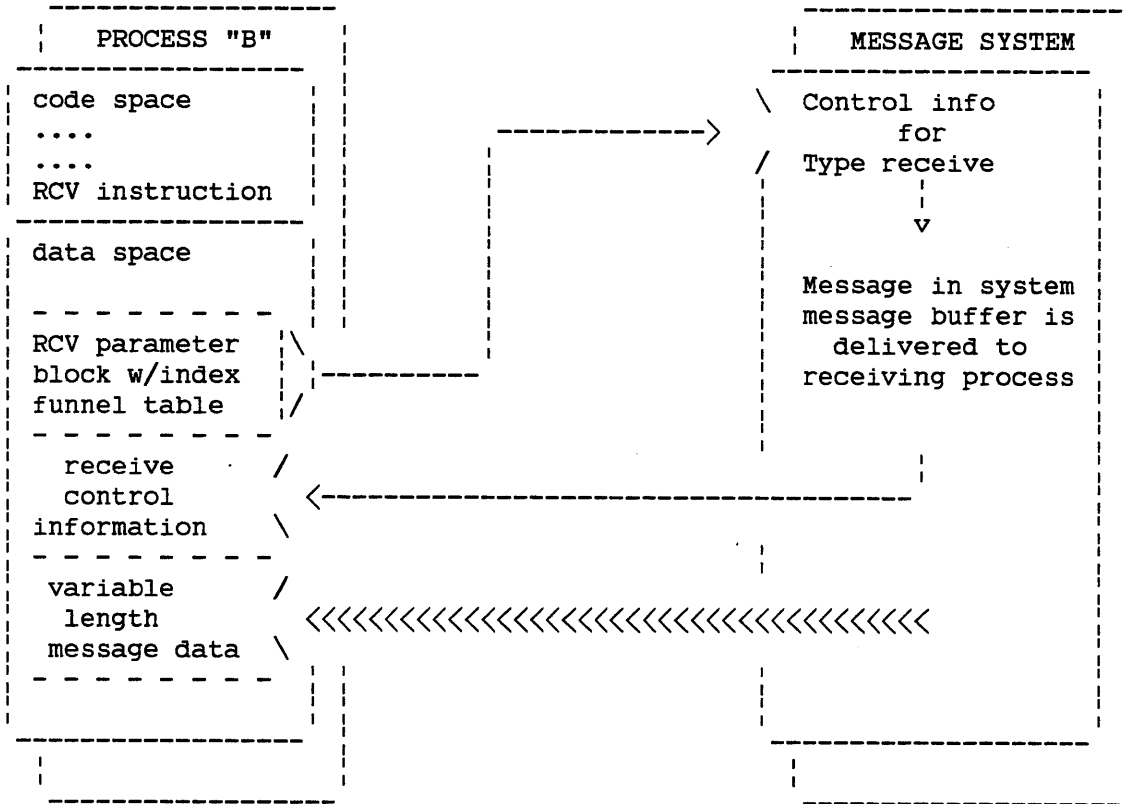 PROCESS "B"
code space
....
....
RCV instruction
data space
RCV parameter
block w/index
funnel table
receive
control
information
variable
length
message data
MESSAGE SYSTEM
Control info
for
Type receive
v
Message in system
message buffer is
delivered to
receiving process